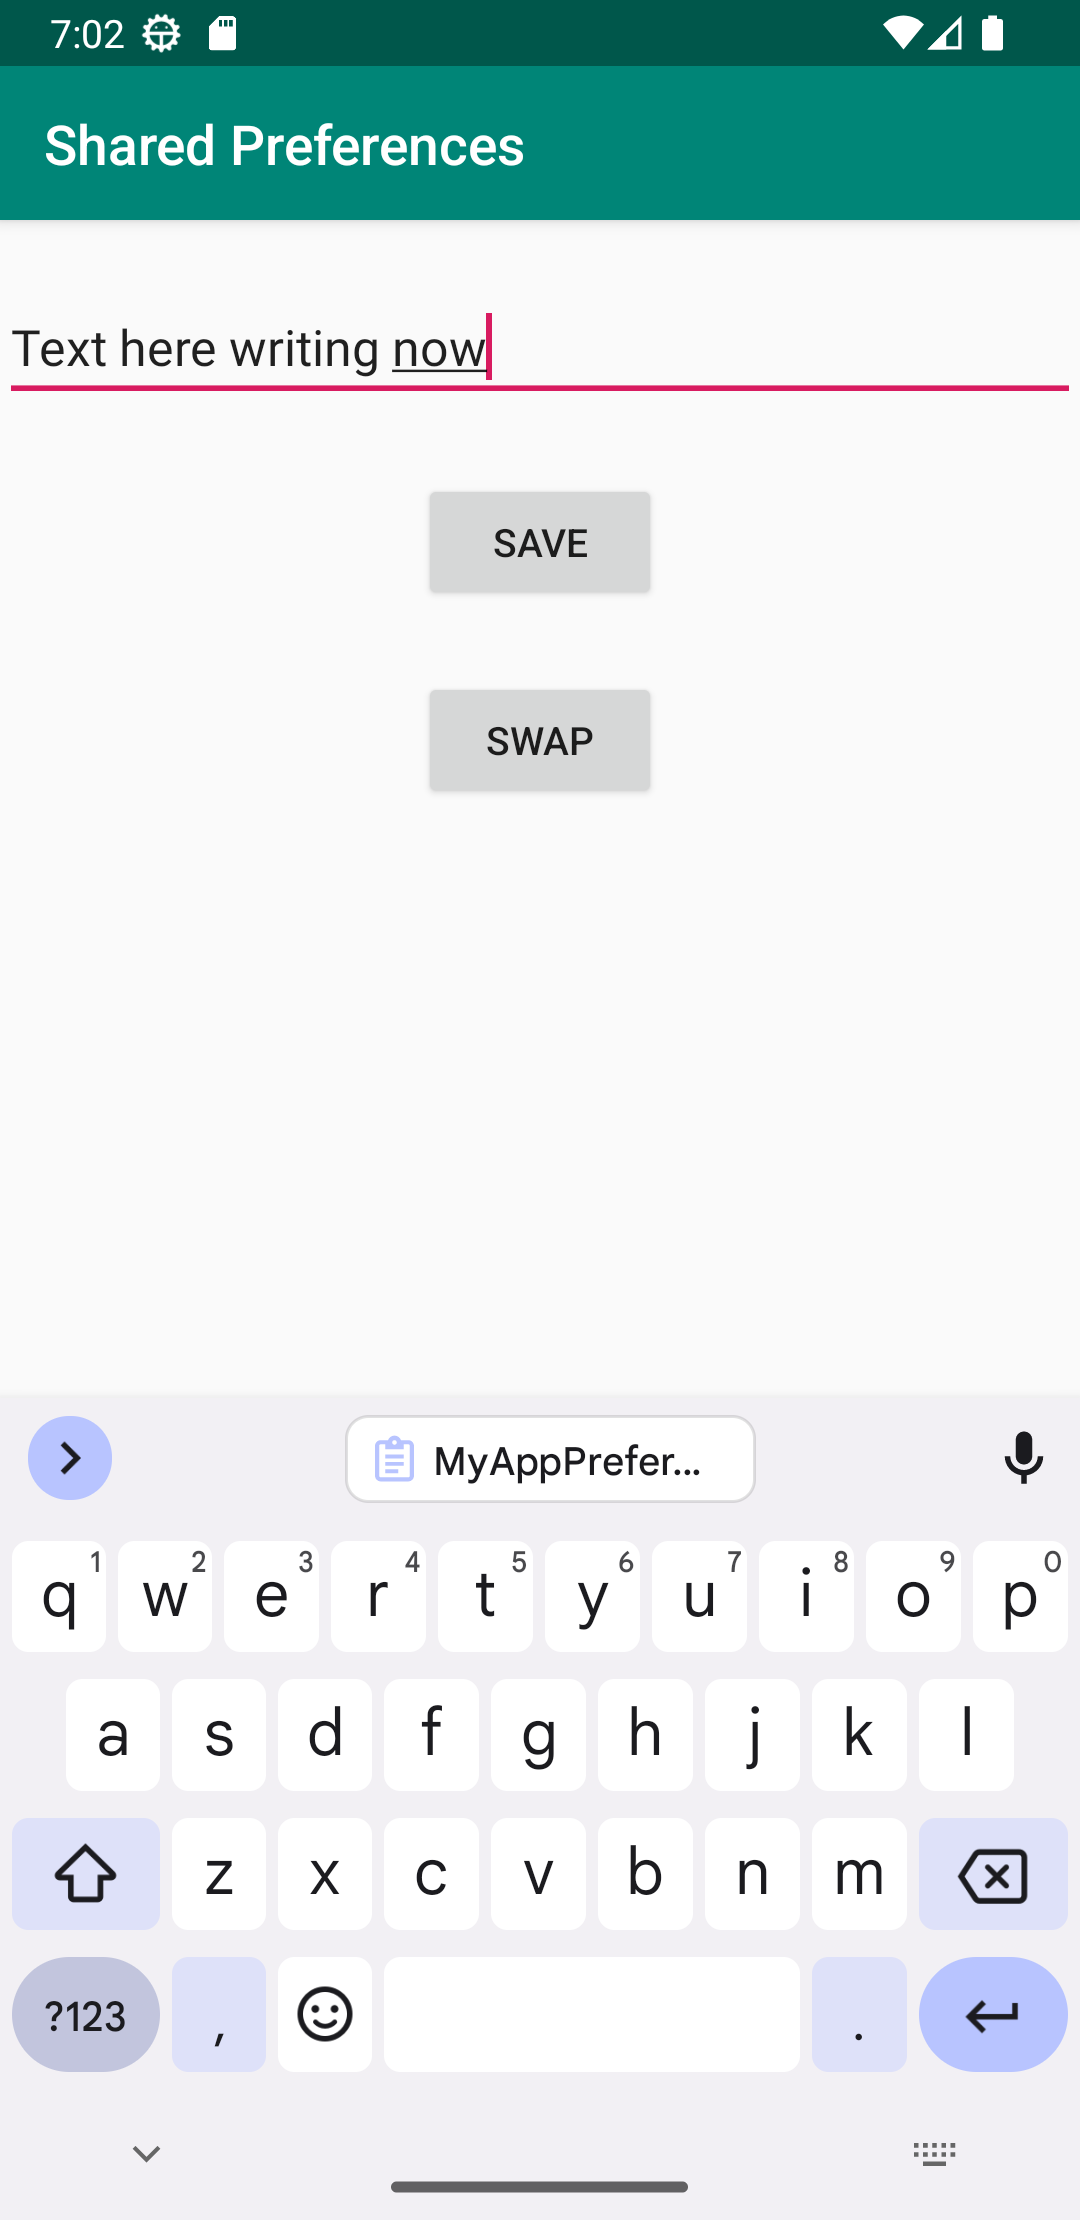 7:02
Shared Preferences
Text here writing now
SAVE
SWAP
MyAppPrefer...
q 1 w 2 e 3 r 4 t 5 y 6 u 7 i 8 o 9 p 0
a s d f g h j k l
z x c v b n m
?123 , .